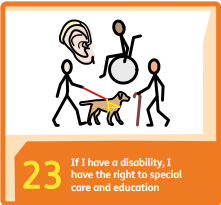 23
If I have a disability, I
have the right to special
care and education